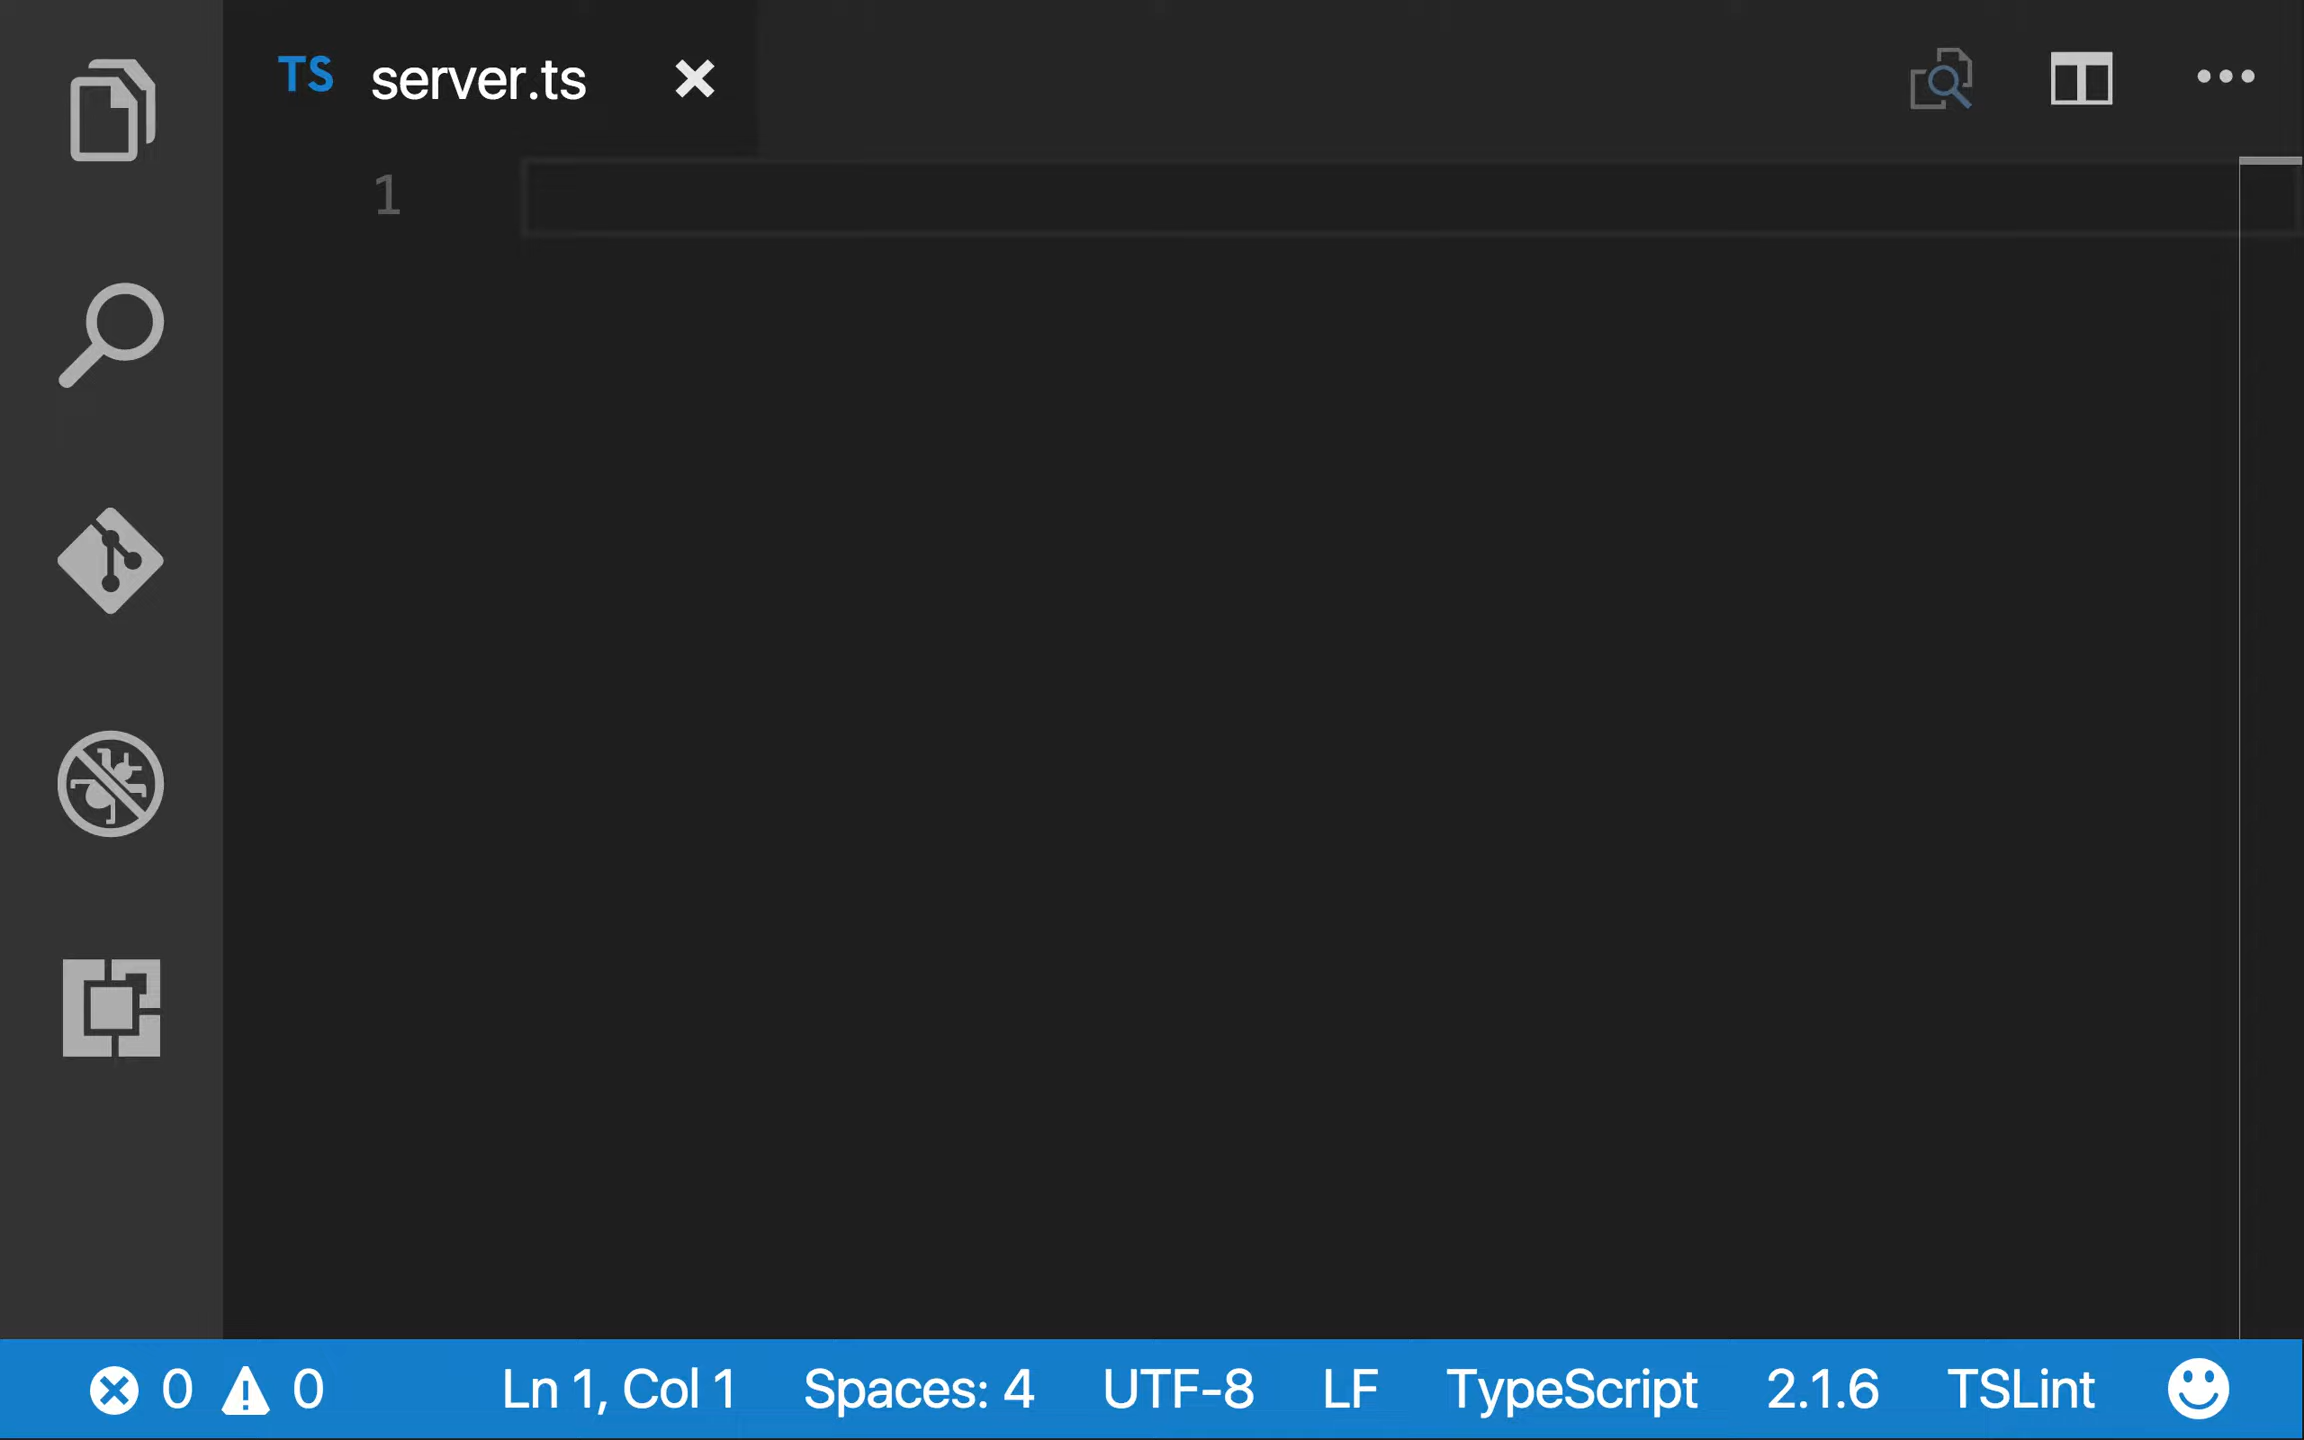 TS server.ts
1
0 0 Ln 1, Col 1 Spaces: 4 UTF-8 LF TypeScript 2.1.6 TSLint